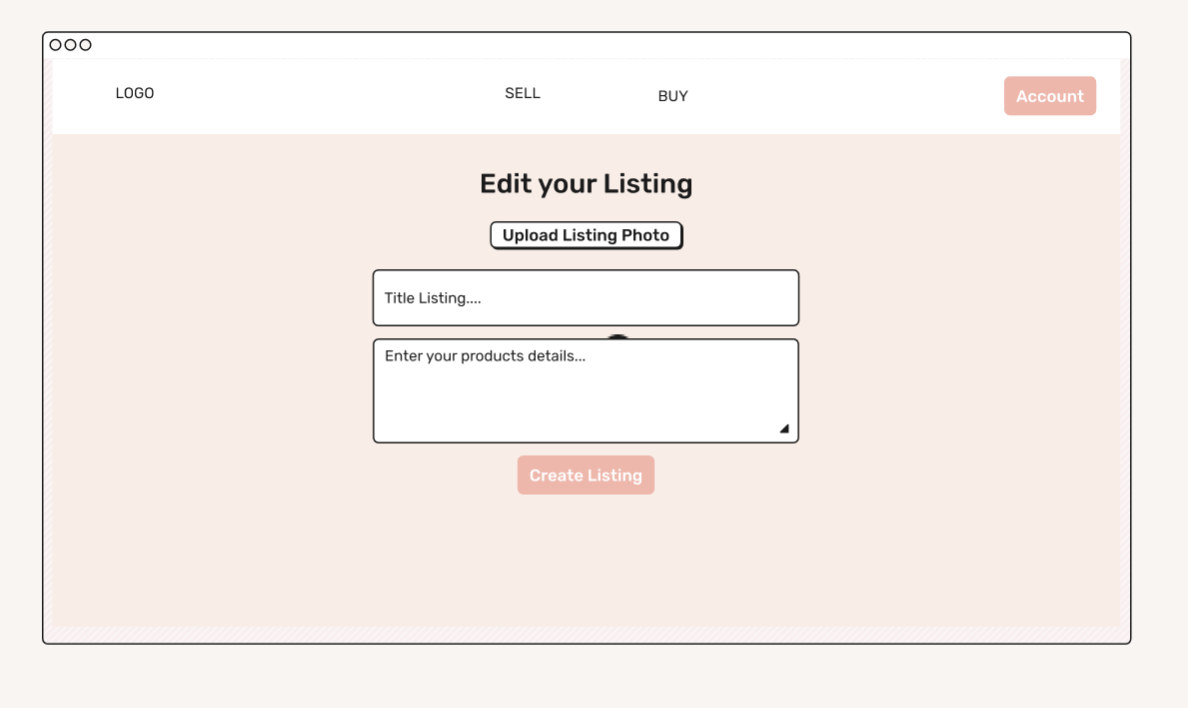 LOGO
SELL
BUY
Account
Edit your Listing
Upload Listing Photo
Title Listing....
Enter your products details...
Create Listing